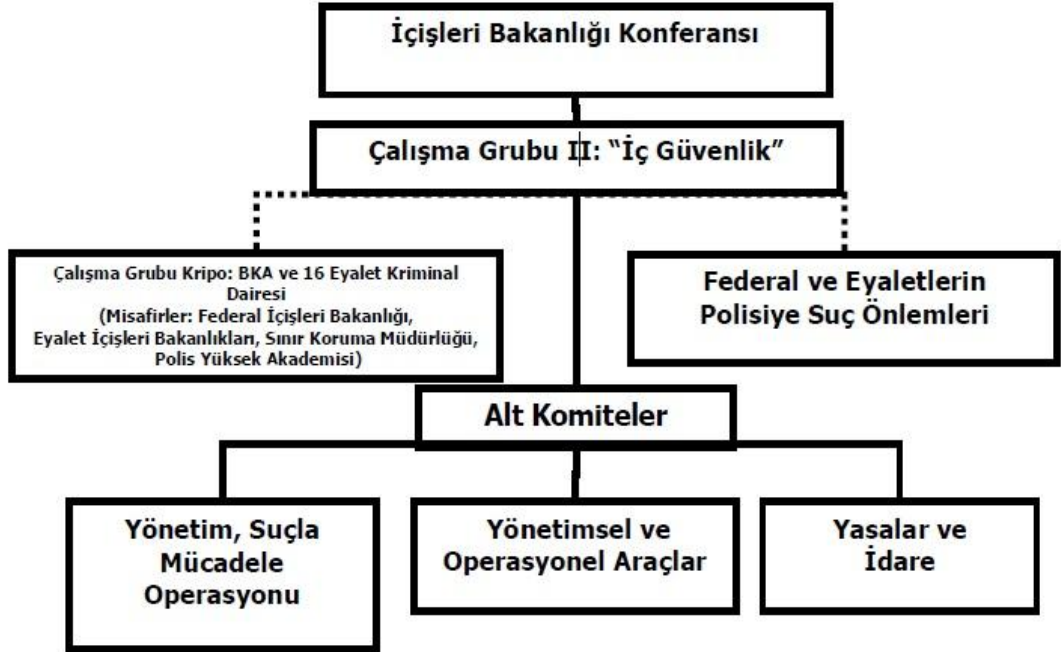 İçişleri Bakanlığı Konferansı
Çalışma Grubu II: “İç Güvenlik”
Çalışma Grubu Kripo: BKA ve 16 Eyalet Kriminal
Dairesi
(Misafirler: Federal İçişleri Bakanlığı,
Eyalet İçişleri Bakanlıkları, Sınır Koruma Müdürlüğü,
Polis Yüksek Akademisi)
Federal ve Eyaletlerin
Polisiye Suç Önlemleri
Alt Komiteler
Yönetim, Suçla
Mücadele
Operasyonu
Yönetimsel ve
Operasyonel Araçlar
Yasalar ve
İdare